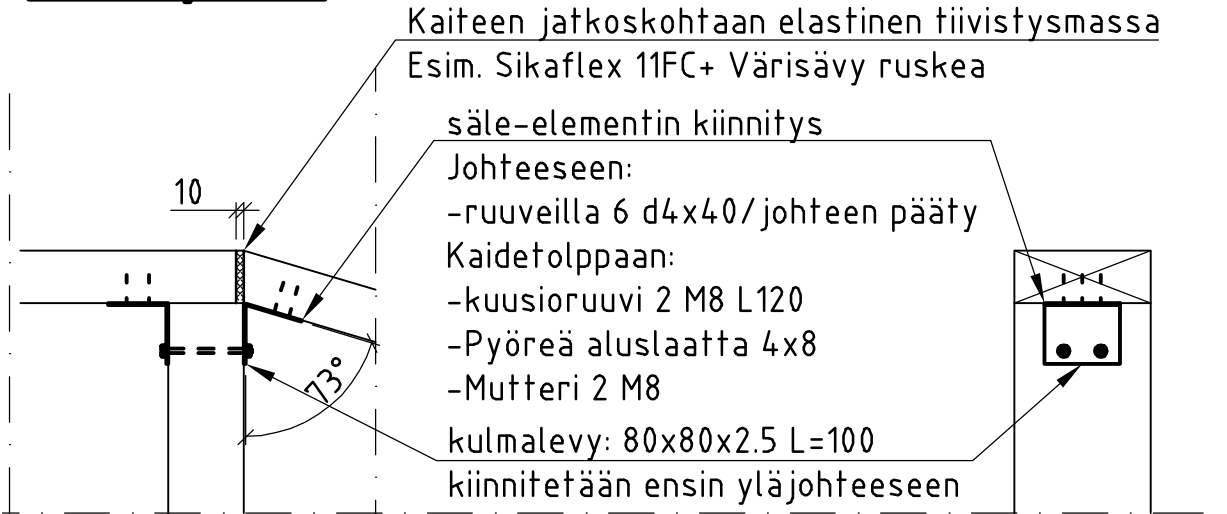 Kaiteen jatkoskohtaan elastinen tiivistysmassa
Esim. Sikaflex 11FC+ Värisävy ruskea
säle-elementin kiinnitys
Johteeseen:
-ruuveilla 6 d4x40/johteen pääty
Kaidetolppaan:
-kuusioruuvi 2 M8 L120
-Pyöreä aluslaatta 4x8
-Mutteri 2 M8
kulmalevy: 80x80x2.5 L=100
kiinnitetään ensin yläjohteeseen
10
73°